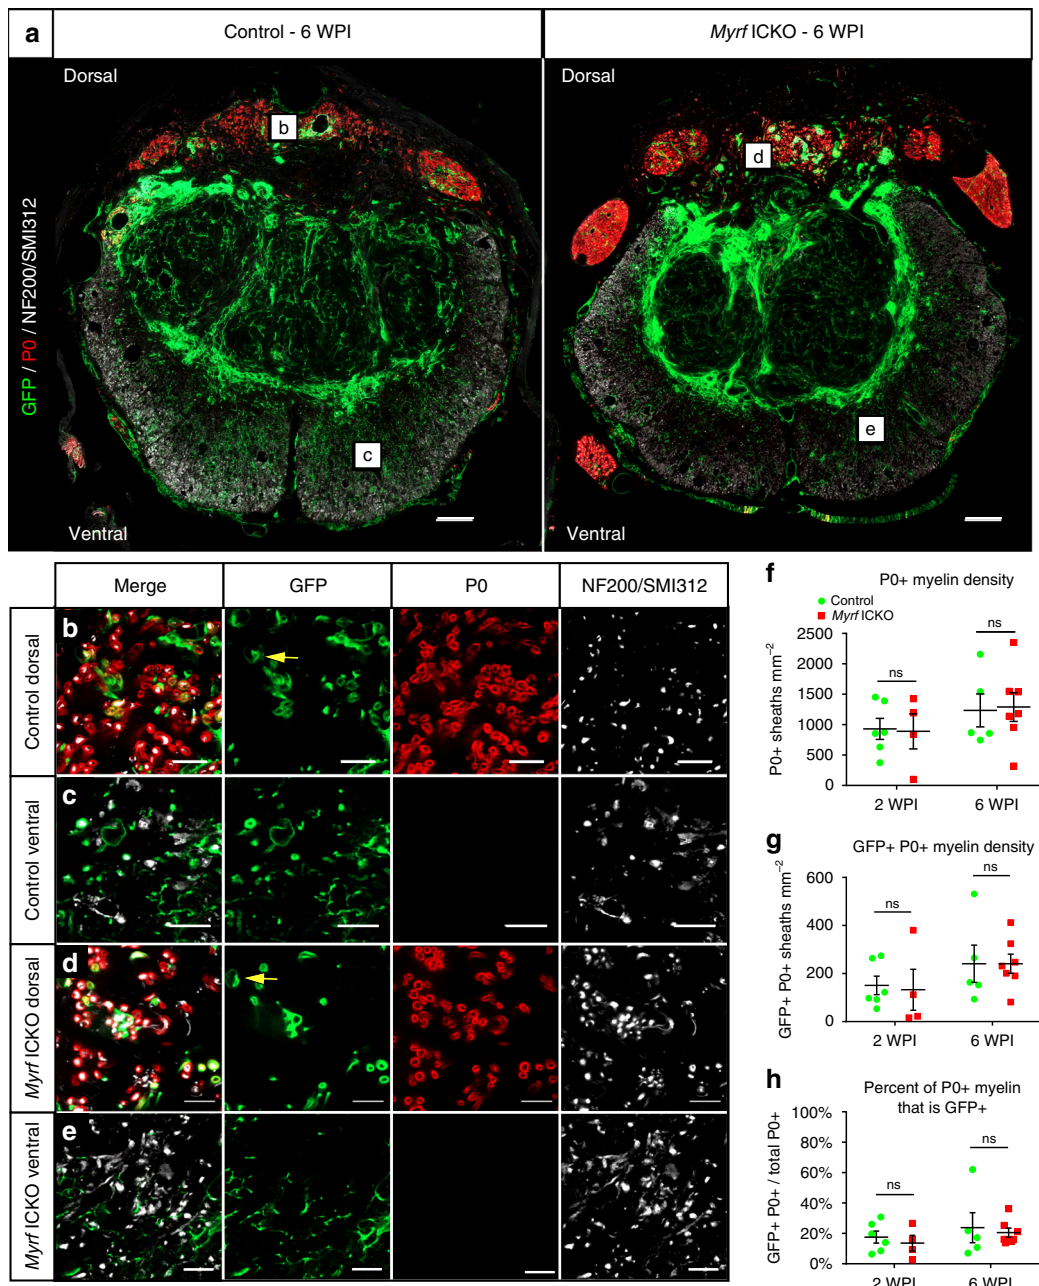 a
Control - 6 WPI
Myrf ICKO - 6 WPI
GFP / P0 / NF200/SMI312
Dorsal
Dorsal
b
d
c
e
Ventral
Ventral
Merge
GFP
P0
NF200/SMI312
Control dorsal
b
Control ventral
c
Myrf ICKO dorsal
d
Myrf ICKO ventral
e
f
P0+ myelin density
Control
Myrf ICKO
P0+ sheaths mm−2
2500
2000
1500
1000
500
0
ns
ns
2 WPI
6 WPI
g
GFP+ P0+ myelin density
GFP+ P0+ sheaths mm−2
600
400
200
0
ns
ns
2 WPI
6 WPI
h
Percent of P0+ myelin
that is GFP+
GFP+ P0+ / total P0+
100%
80%
60%
40%
20%
0%
ns
ns
2 WPI
6 WPI